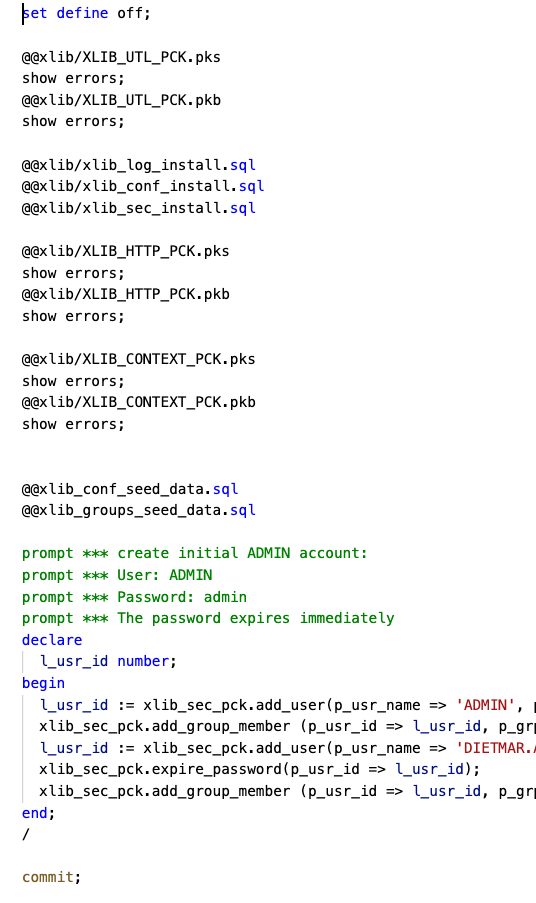 set define off;
@@xlib/XLIB_UTL_PCK.pks
show errors;
@@xlib/XLIB_UTL_PCK.pkb
show errors;
@@xlib/xlib_log_install.sql
@@xlib/xlib_conf_install.sql
@@xlib/xlib_sec_install.sql
@@xlib/XLIB_HTTP_PCK.pks
show errors;
@@xlib/XLIB_HTTP_PCK.pkb
show errors;
@@xlib/XLIB_CONTEXT_PCK.pks
show errors;
@@xlib/XLIB_CONTEXT_PCK.pkb
show errors;
@@xlib_conf_seed_data.sql
@@xlib_groups_seed_data.sql
prompt *** create initial ADMIN account:
prompt *** User: ADMIN
prompt *** Password: admin
prompt *** The password expires immediately
declare
l_usr_id number;
begin
l_usr_id := xlib_sec_pck.add_user(p_usr_name => 'ADMIN',
xlib_sec_pck.add_group_member (p_usr_id => l_usr_id, p_grp
l_usr_id := xlib_sec_pck.add_user(p_usr_name => 'DIETMAR.
xlib_sec_pck.expire_password(p_usr_id => l_usr_id);
xlib_sec_pck.add_group_member (p_usr_id => l_usr_id, p_grp
end;
/
commit;